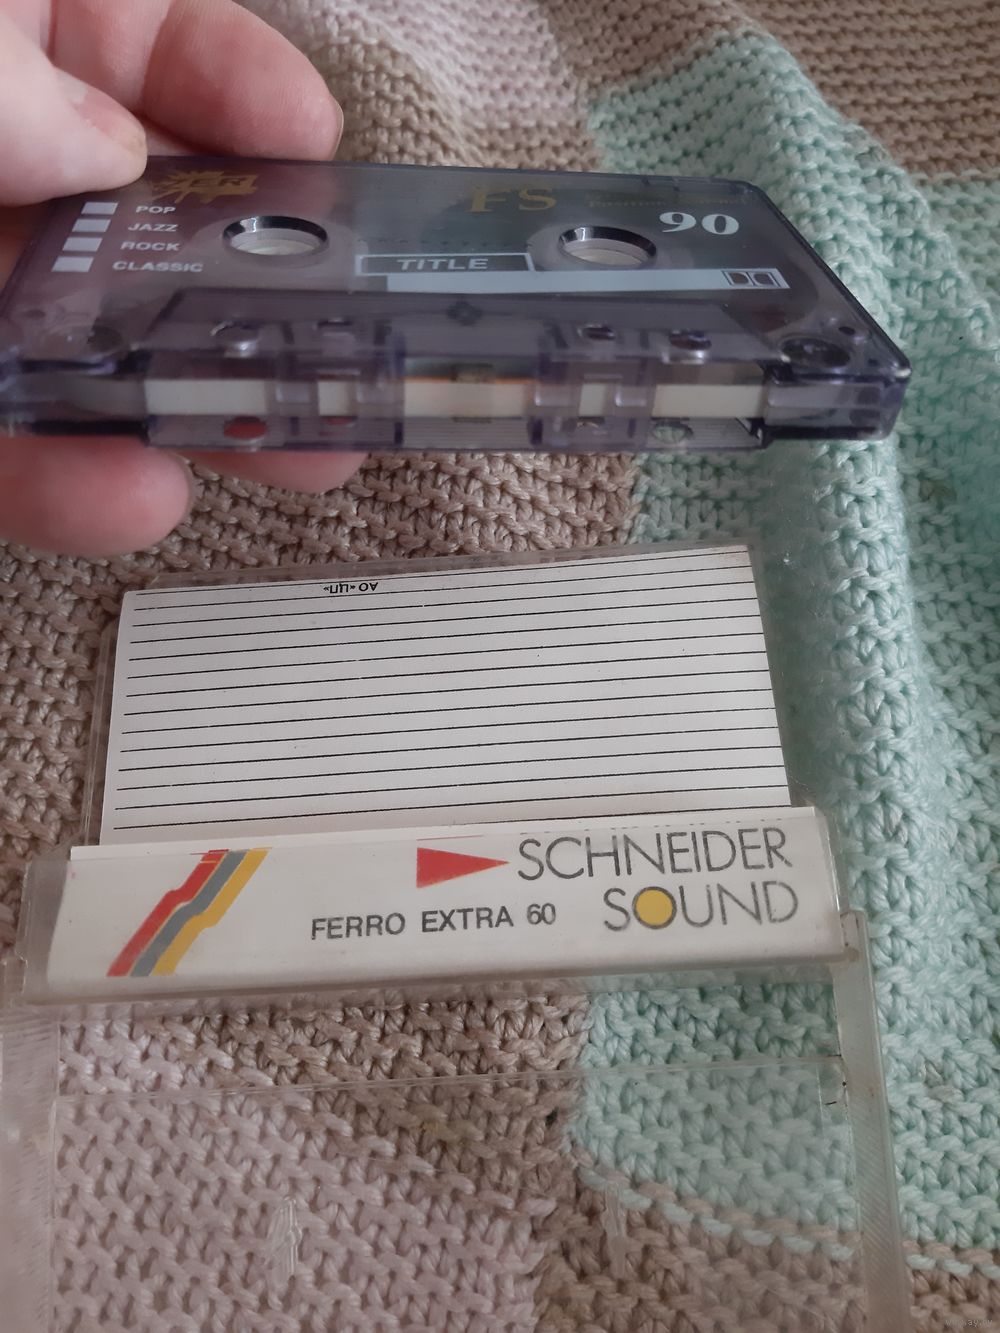 POP
JAZZ
ROCK
CLASSIC
FS
90
TITLE
АО «ЦП»
SCHNEIDER
SOUND
FERRO EXTRA 60